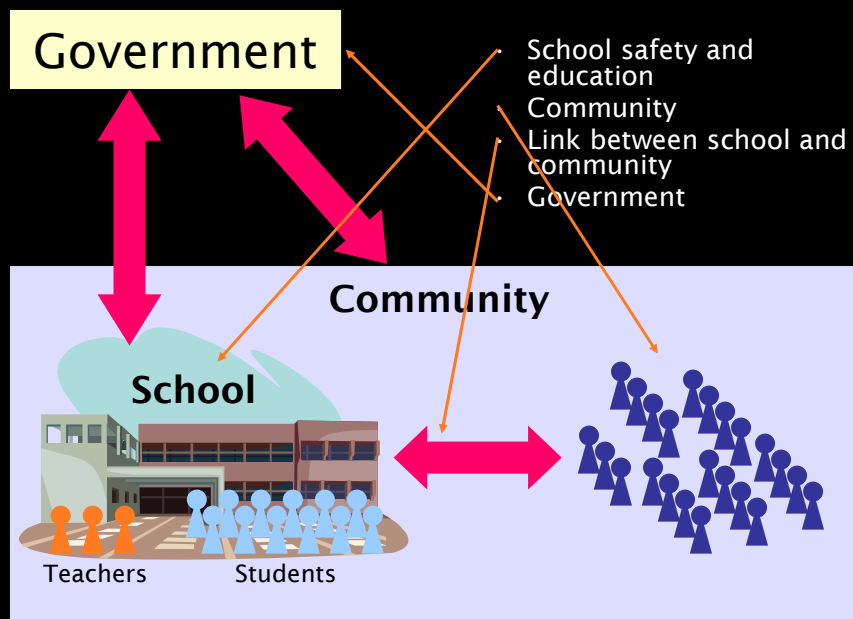 Government
• School safety and
education
• Community
• Link between school and
community
• Government
Community
School
Teachers
Students